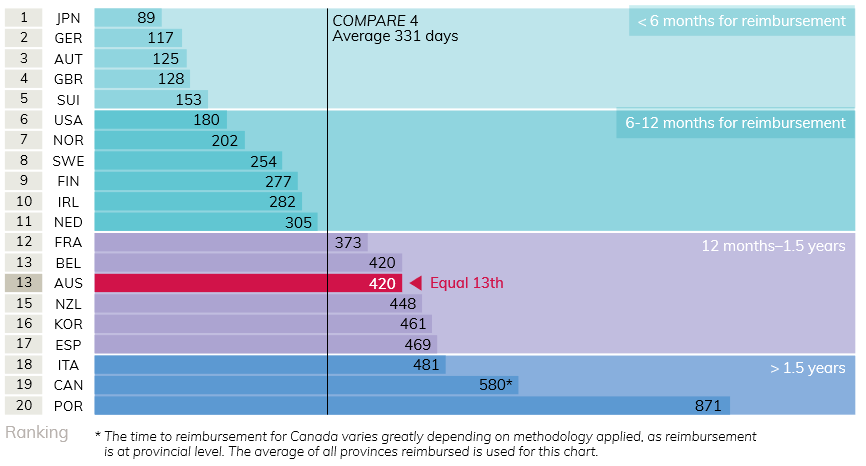 1 JPN 89
COMPARE 4
Average 331 days
< 6 months for reimbursement
2 GER 117
3 AUT 125
4 GBR 128
5 SUI 153
6 USA 180
6-12 months for reimbursement
7 NOR 202
8 SWE 254
9 FIN 277
10 IRL 282
11 NED 305
12 FRA 373
12 months–1.5 years
13 BEL 420
13 AUS 420 Equal 13th
15 NZL 448
16 KOR 461
17 ESP 469
18 ITA 481
> 1.5 years
19 CAN 580*
20 POR 871
Ranking
* The time to reimbursement for Canada varies greatly depending on methodology applied, as reimbursement
is at provincial level. The average of all provinces reimbursed is used for this chart.